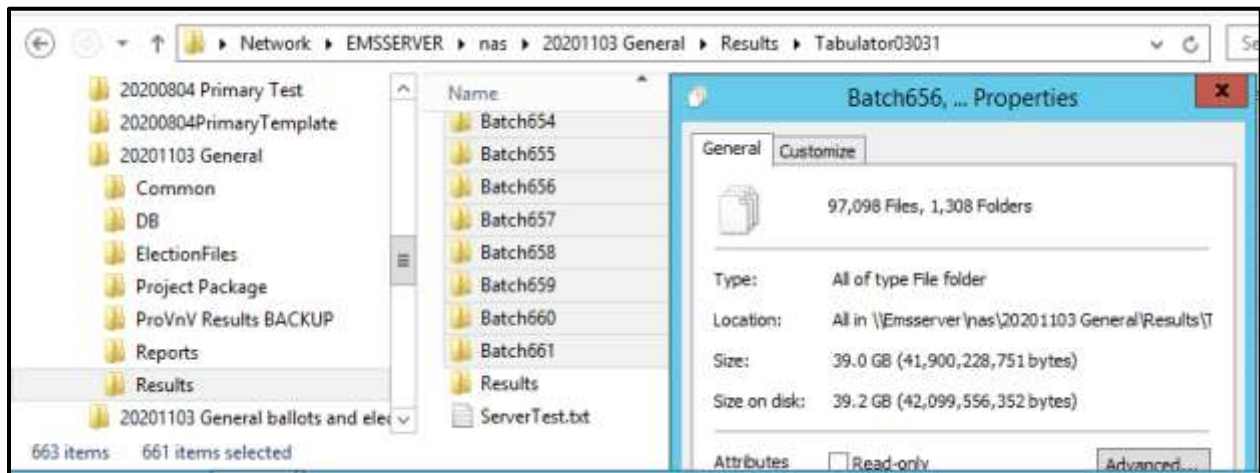 Network ▸ EMSSERVER ▸ nas ▸ 20201103 General ▸ Results ▸ Tabulator03031
Se
20200804 Primary Test
20200804PrimaryTemplate
20201103 General
Common
DB
ElectionFiles
Project Package
ProVnV Results BACKUP
Reports
Results
20201103 General ballots and elec
663 items 661 items selected
Name
Batch654
Batch655
Batch656
Batch657
Batch658
Batch659
Batch660
Batch661
Results
ServerTest.txt
Batch656, ... Properties
General Customize
97,098 Files, 1,308 Folders
Type: All of type File folder
Location: All in \\Emsserver\nas\20201103 General\Results\T
Size: 39.0 GB (41,900,228,751 bytes)
Size on disk: 39.2 GB (42,099,556,352 bytes)
Attributes Read-only Advanced...